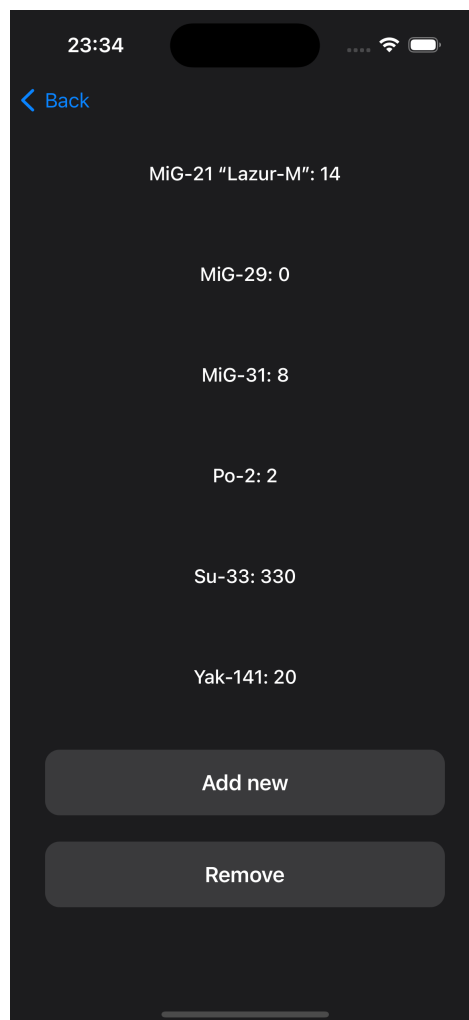 23:34
Back
MiG-21 “Lazur-M”: 14
MiG-29: 0
MiG-31: 8
Po-2: 2
Su-33: 330
Yak-141: 20
Add new
Remove